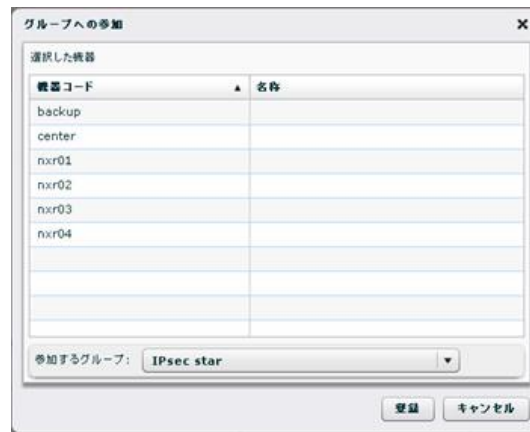 グループへの参加
選択した機器
機器コード 名称
backup
center
nxr01
nxr02
nxr03
nxr04
参加するグループ: IPsec star
登録 キャンセル